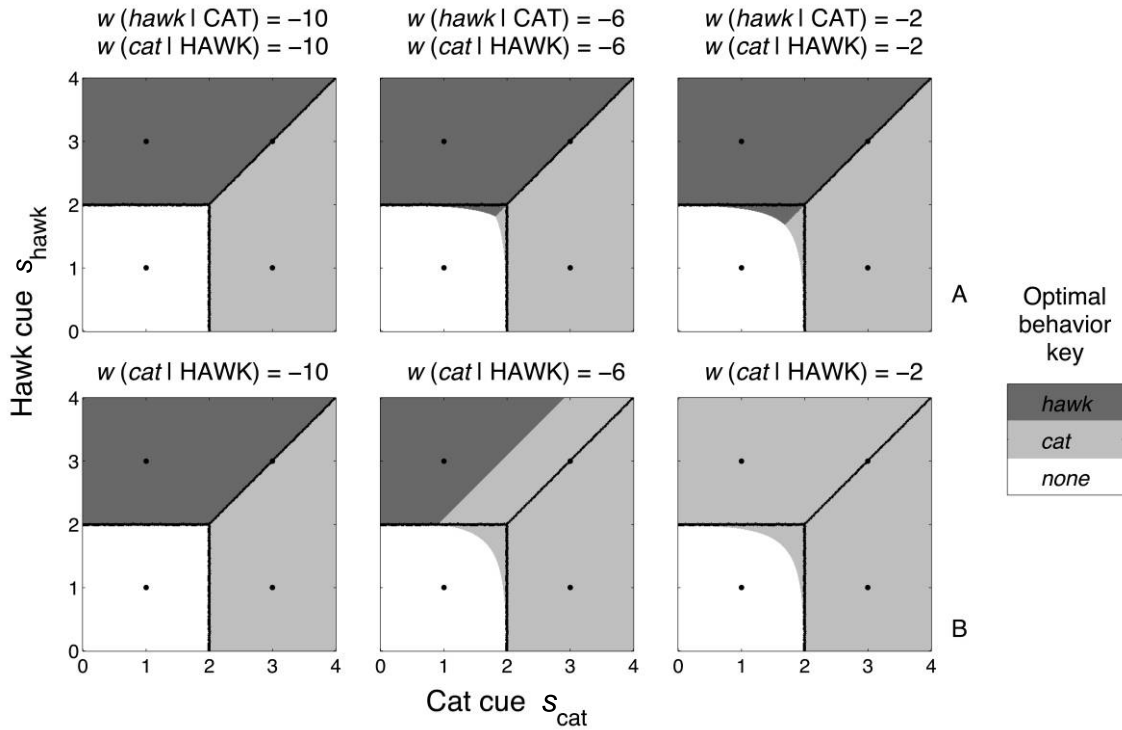 w (hawk | CAT) = −10
w (cat | HAWK) = −10
w (hawk | CAT) = −6
w (cat | HAWK) = −6
w (hawk | CAT) = −2
w (cat | HAWK) = −2
4
3
2
1
0
A
w (cat | HAWK) = −10
w (cat | HAWK) = −6
w (cat | HAWK) = −2
4
3
2
1
0
B
0 1 2 3 4
0 1 2 3 4
0 1 2 3 4
Hawk cue s_hawk
Cat cue s_cat
Optimal
behavior
key
hawk
cat
none